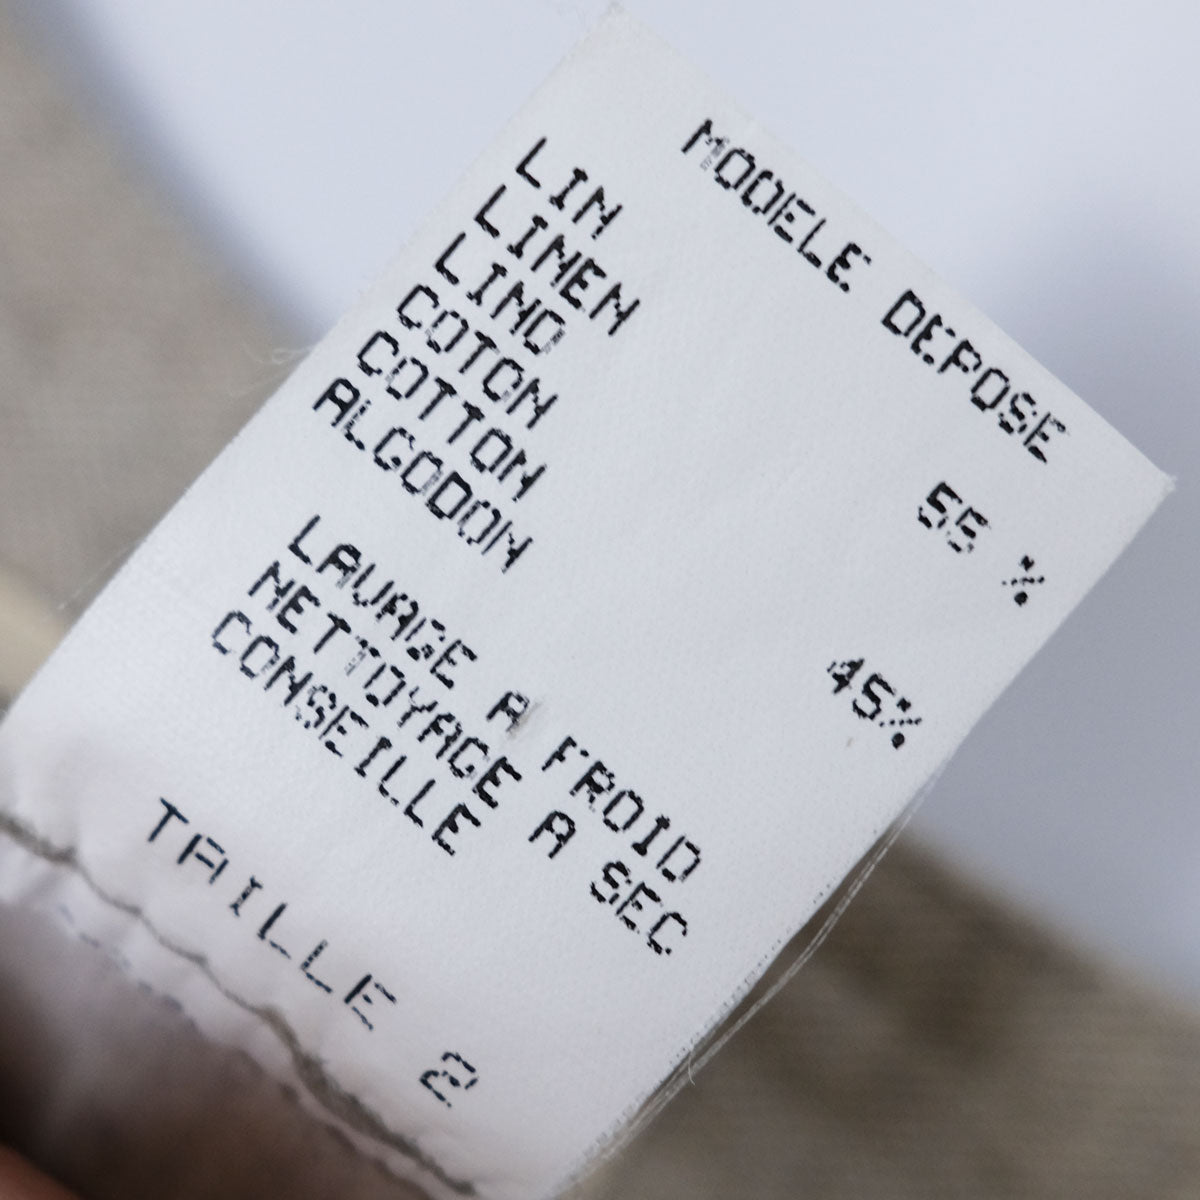 MODELE DEPOSE
LIN 55 %
LINEN
LINO
COTON 45%
COTTON
ALGODON
LAVAGE A FROID
NETTOYAGE A SEC
CONSEILLE
TAILLE 2